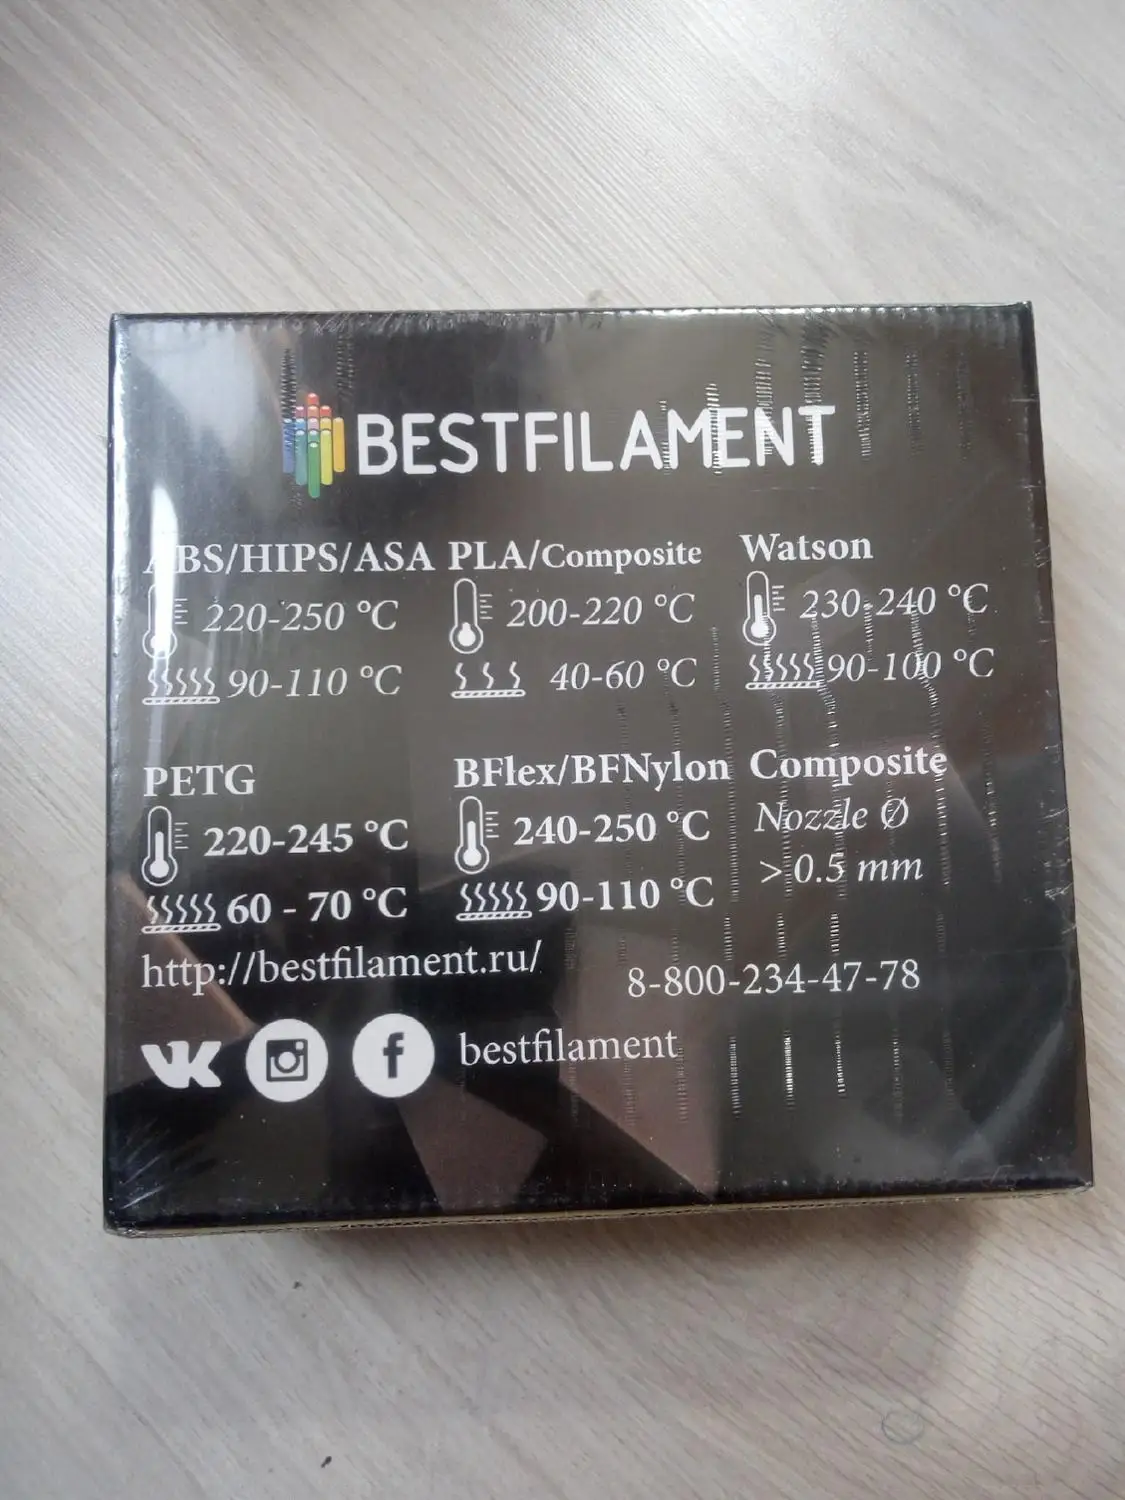 BESTFILAMENT
ABS/HIPS/ASA
220-250 °C
90-110 °C
PLA/Composite
200-220 °C
40-60 °C
Watson
230-240 °C
90-100 °C
PETG
220-245 °C
60 - 70 °C
BFlex/BFNylon
240-250 °C
90-110 °C
Composite
Nozzle Ø
> 0.5 mm
http://bestfilament.ru/
8-800-234-47-78
bestfilament